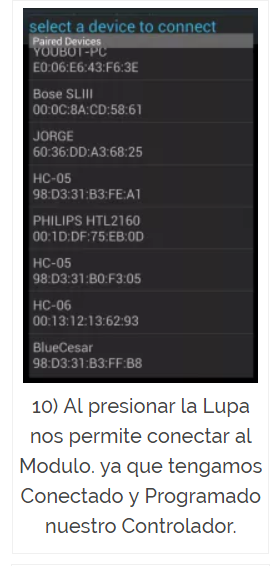 select a device to connect
Paired Devices
YOUBOT-PC
E0:06:E6:43:F6:3E
Bose SLIII
00:0C:8A:CD:58:61
JORGE
60:36:DD:A3:68:25
HC-05
98:D3:31:B3:FE:A1
PHILIPS HTL2160
00:1D:DF:75:EB:0D
HC-05
98:D3:31:B0:F3:05
HC-06
00:13:12:13:62:93
BlueCesar
98:D3:31:B3:FF:B8
10) Al presionar la Lupa
nos permite conectar al
Modulo. ya que tengamos
Conectado y Programado
nuestro Controlador.